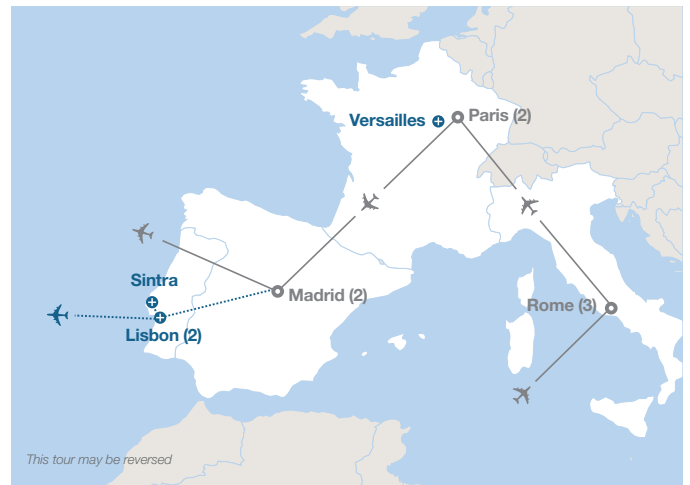 Versailles
Paris (2)
Sintra
Madrid (2)
Rome (3)
Lisbon (2)
This tour may be reversed